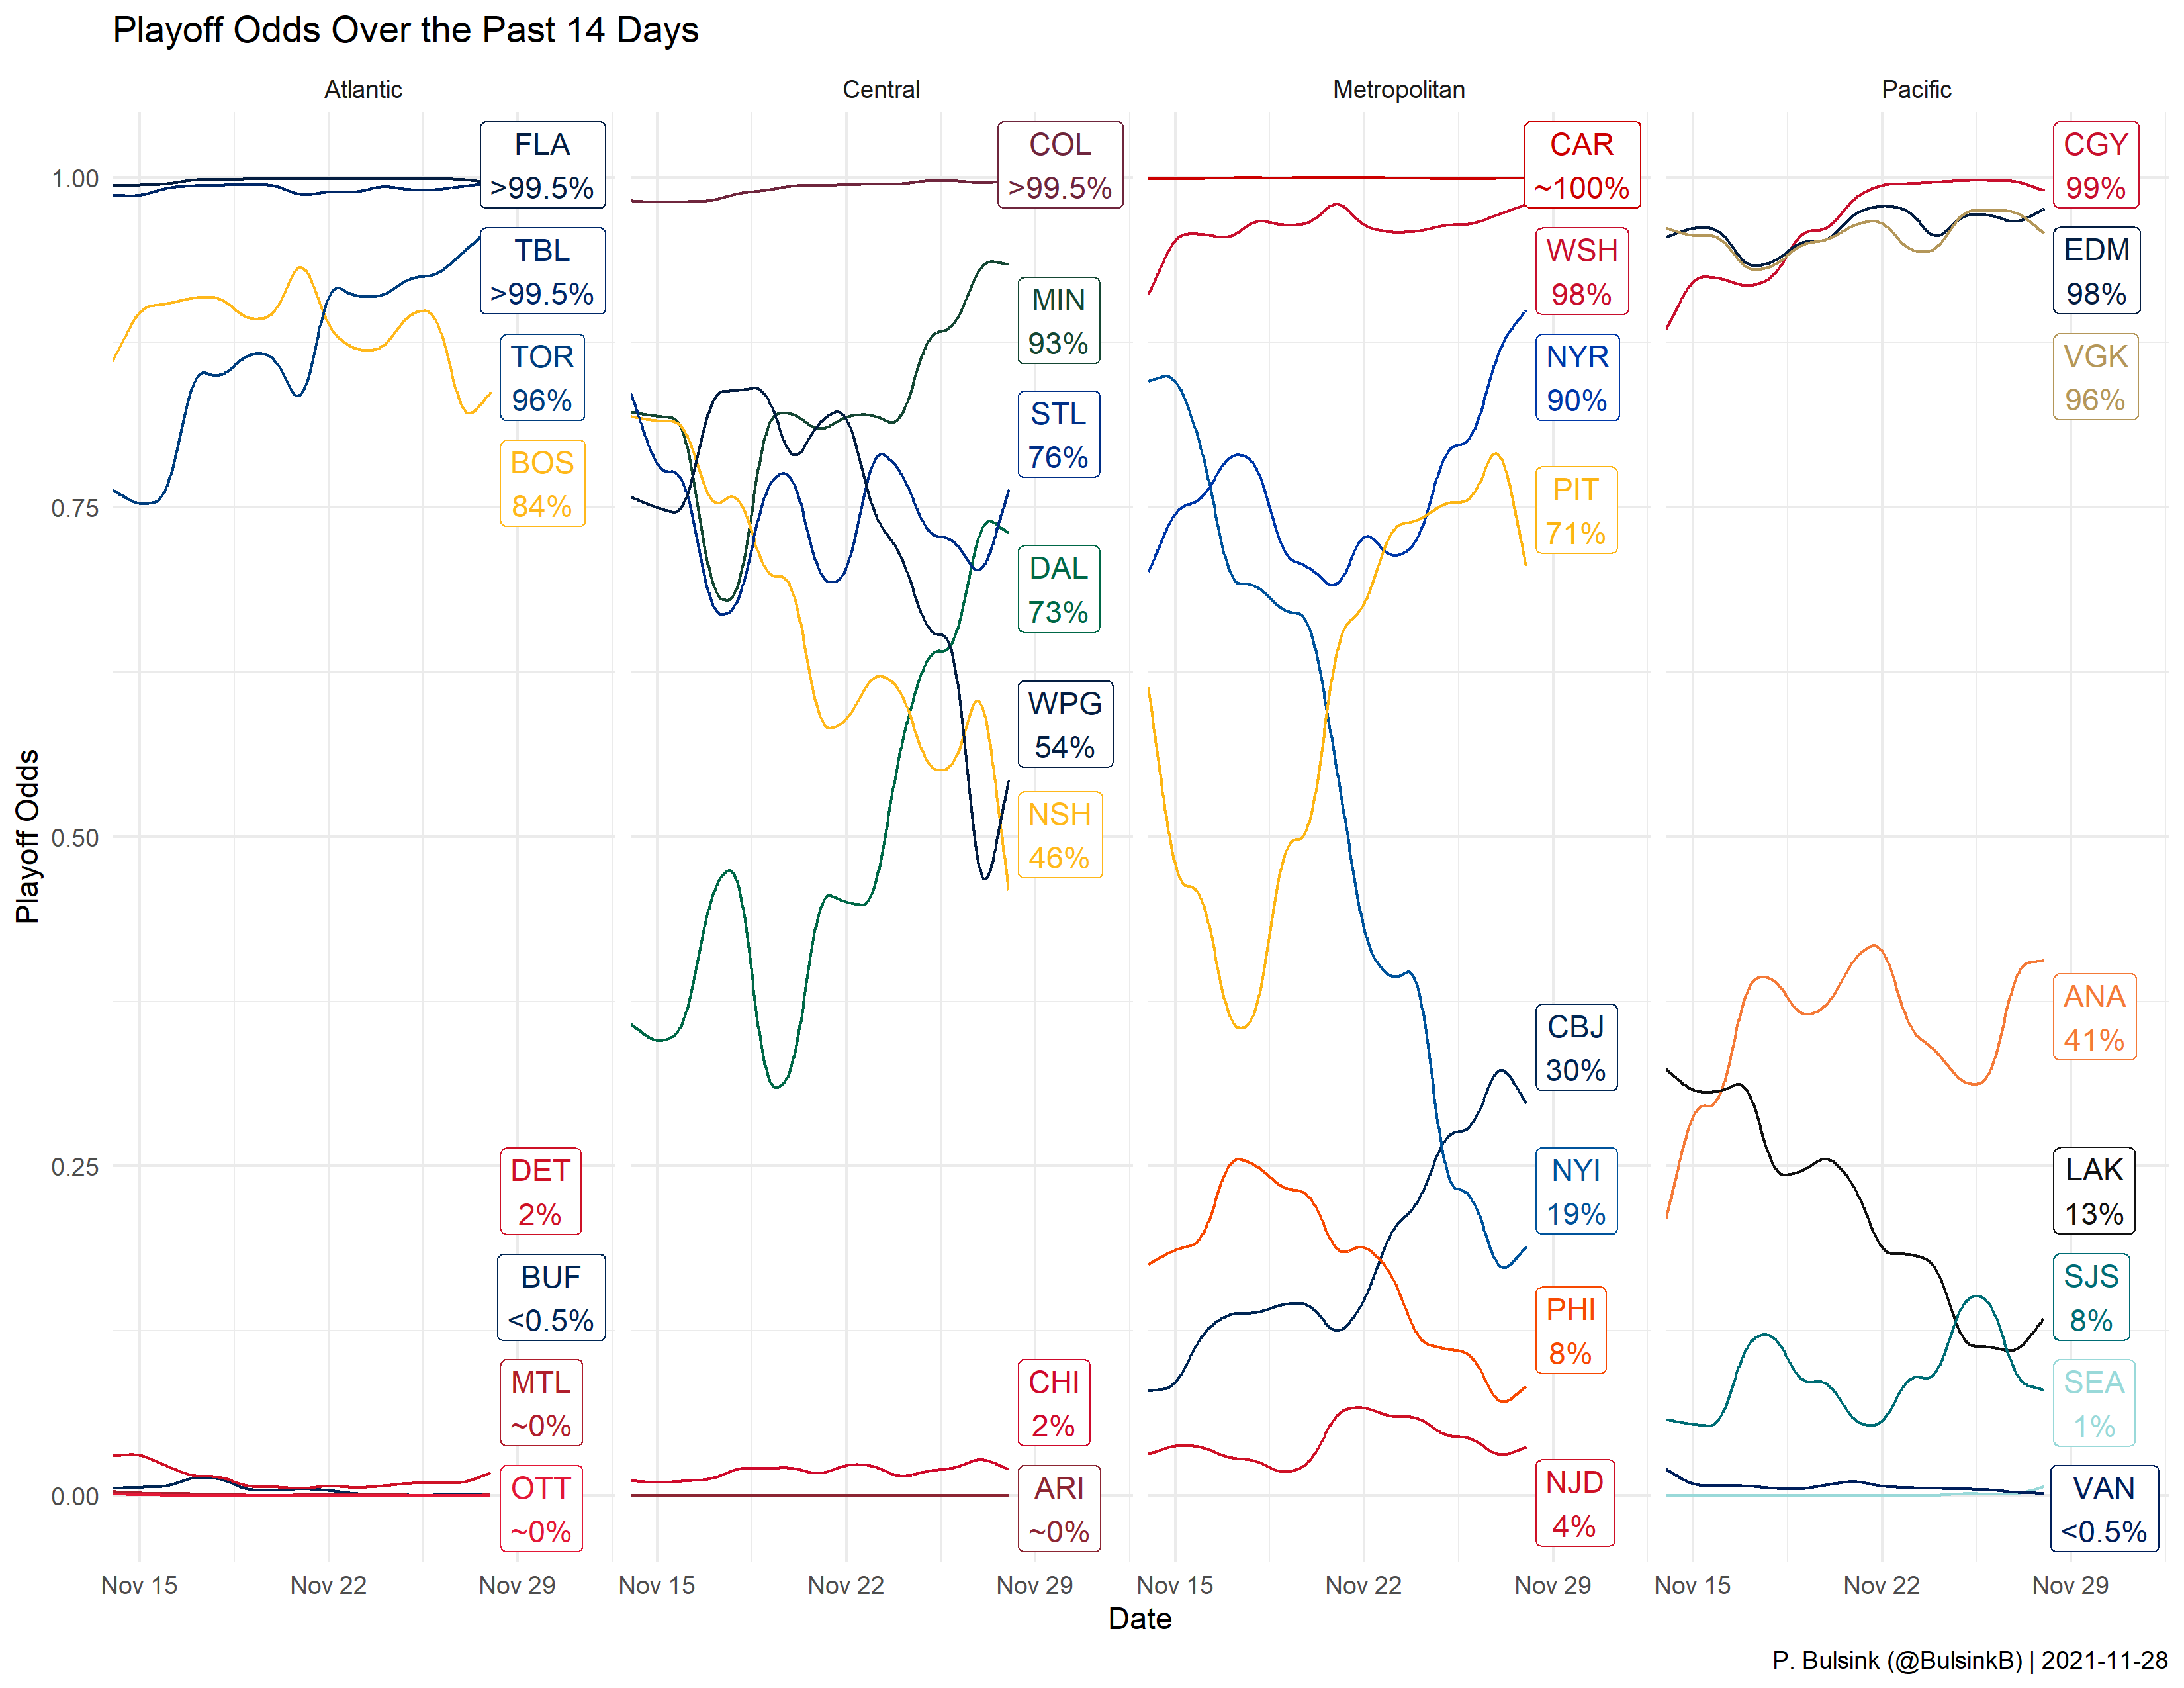 Playoff Odds Over the Past 14 Days
Atlantic
Central
Metropolitan
Pacific
Playoff Odds
1.00
0.75
0.50
0.25
0.00
FLA
>99.5%
TBL
>99.5%
TOR
96%
BOS
84%
DET
2%
BUF
<0.5%
MTL
~0%
OTT
~0%
COL
>99.5%
MIN
93%
STL
76%
DAL
73%
WPG
54%
NSH
46%
CHI
2%
ARI
~0%
CAR
~100%
WSH
98%
NYR
90%
PIT
71%
CBJ
30%
NYI
19%
PHI
8%
NJD
4%
CGY
99%
EDM
98%
VGK
96%
ANA
41%
LAK
13%
SJS
8%
SEA
1%
VAN
<0.5%
Nov 15
Nov 22
Nov 29
Nov 15
Nov 22
Nov 29
Nov 15
Nov 22
Nov 29
Nov 15
Nov 22
Nov 29
Date
P. Bulsink (@BulsinkB) | 2021-11-28